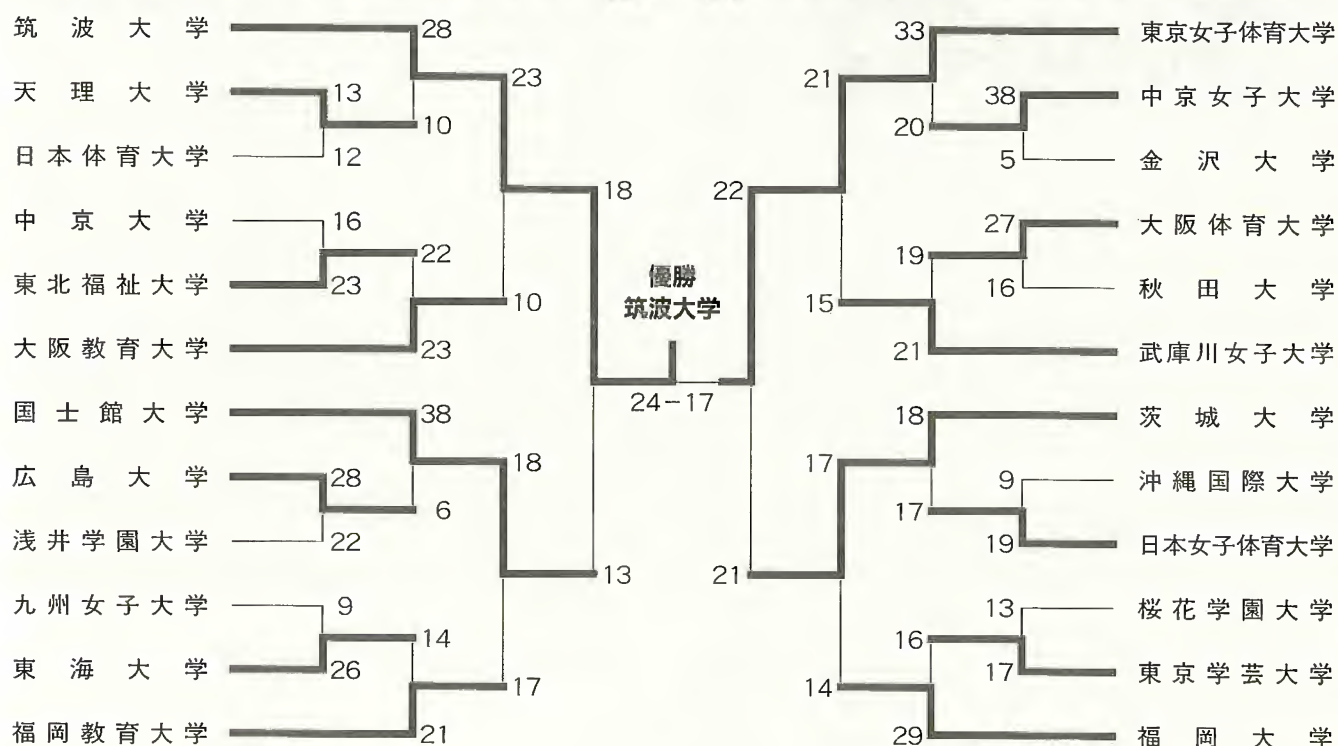 筑波大学 28
天理大学 13
日本体育大学 12
10
23
中京大学 16
東北福祉大学 23
22
大阪教育大学 23
10
18
国士館大学 38
広島大学 28
浅井学園大学 22
6
18
九州女子大学 9
東海大学 26
14
福岡教育大学 21
17
13
優勝
筑波大学
24-17
33 東京女子体育大学
38 中京女子大学
5 金沢大学
20
21
27 大阪体育大学
16 秋田大学
19
21 武庫川女子大学
15
22
18 茨城大学
9 沖縄国際大学
19 日本女子体育大学
17
17
13 桜花学園大学
17 東京学芸大学
16
29 福岡大学
14
21